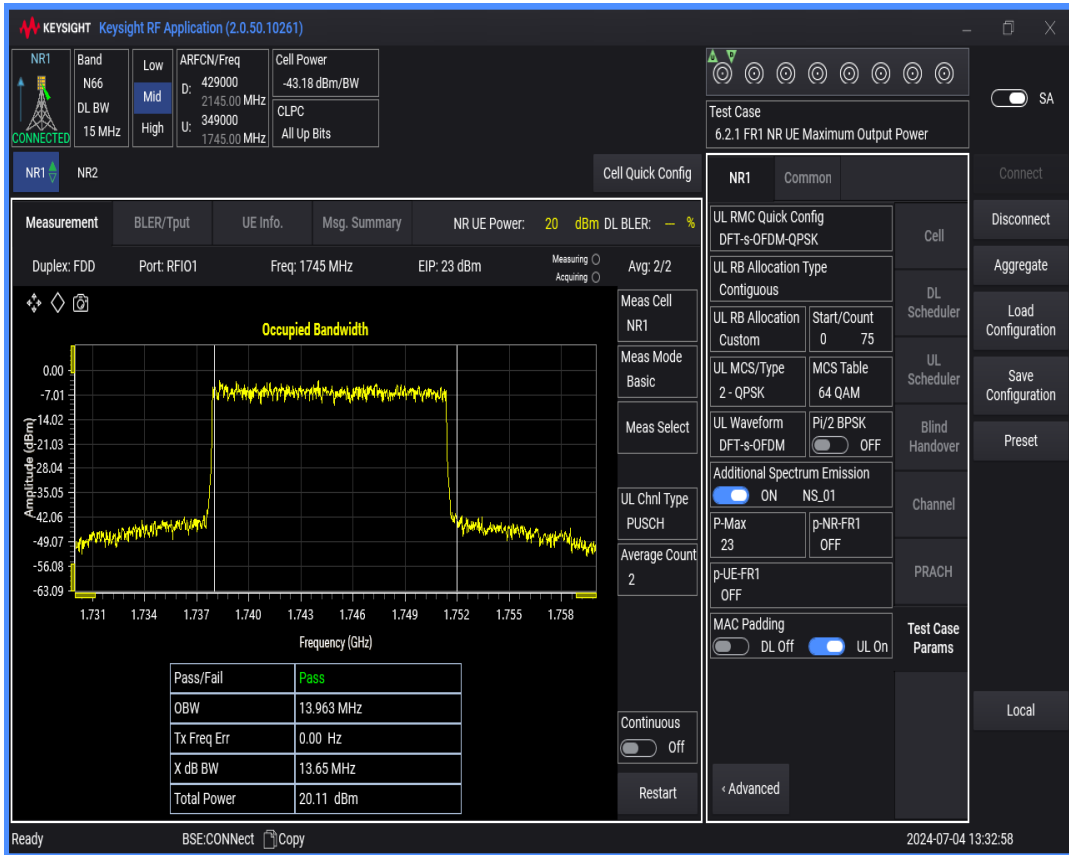 KEYSIGHT Keysight RF Application (2.0.50.10261)
NR1
CONNECTED
Band
N66
DL BW
15 MHz
Low
Mid
High
ARFCN/Freq
D: 429000
2145.00 MHz
U: 349000
1745.00 MHz
Cell Power
-43.18 dBm/BW
CLPC
All Up Bits
Test Case
6.2.1 FR1 NR UE Maximum Output Power
SA
NR1 NR2 Cell Quick Config
Measurement BLER/Tput UE Info. Msg. Summary NR UE Power: 20 dBm DL BLER: --- %
Duplex: FDD Port: RFIO1 Freq: 1745 MHz EIP: 23 dBm Measuring Acquiring Avg: 2/2
Occupied Bandwidth
Amplitude (dBm)
0.00
-7.01
-14.02
-21.03
-28.04
-35.05
-42.06
-49.07
-56.08
-63.09
1.731 1.734 1.737 1.740 1.743 1.746 1.749 1.752 1.755 1.758
Frequency (GHz)
Pass/Fail Pass
OBW 13.963 MHz
Tx Freq Err 0.00 Hz
X dB BW 13.65 MHz
Total Power 20.11 dBm
Meas Cell
NR1
Meas Mode
Basic
Meas Select
UL Chnl Type
PUSCH
Average Count
2
Continuous
Off
Restart
NR1 Common
UL RMC Quick Config
DFT-s-OFDM-QPSK
UL RB Allocation Type
Contiguous
UL RB Allocation
Custom
Start/Count
0 75
UL MCS/Type
2 - QPSK
MCS Table
64 QAM
UL Waveform
DFT-s-OFDM
Pi/2 BPSK
OFF
Additional Spectrum Emission
ON NS_01
P-Max
23
p-NR-FR1
OFF
p-UE-FR1
OFF
MAC Padding
DL Off UL On
‹ Advanced
Cell
DL
Scheduler
UL
Scheduler
Blind
Handover
Channel
PRACH
Test Case
Params
Connect
Disconnect
Aggregate
Load
Configuration
Save
Configuration
Preset
Local
Ready BSE:CONNect Copy 2024-07-04 13:32:58